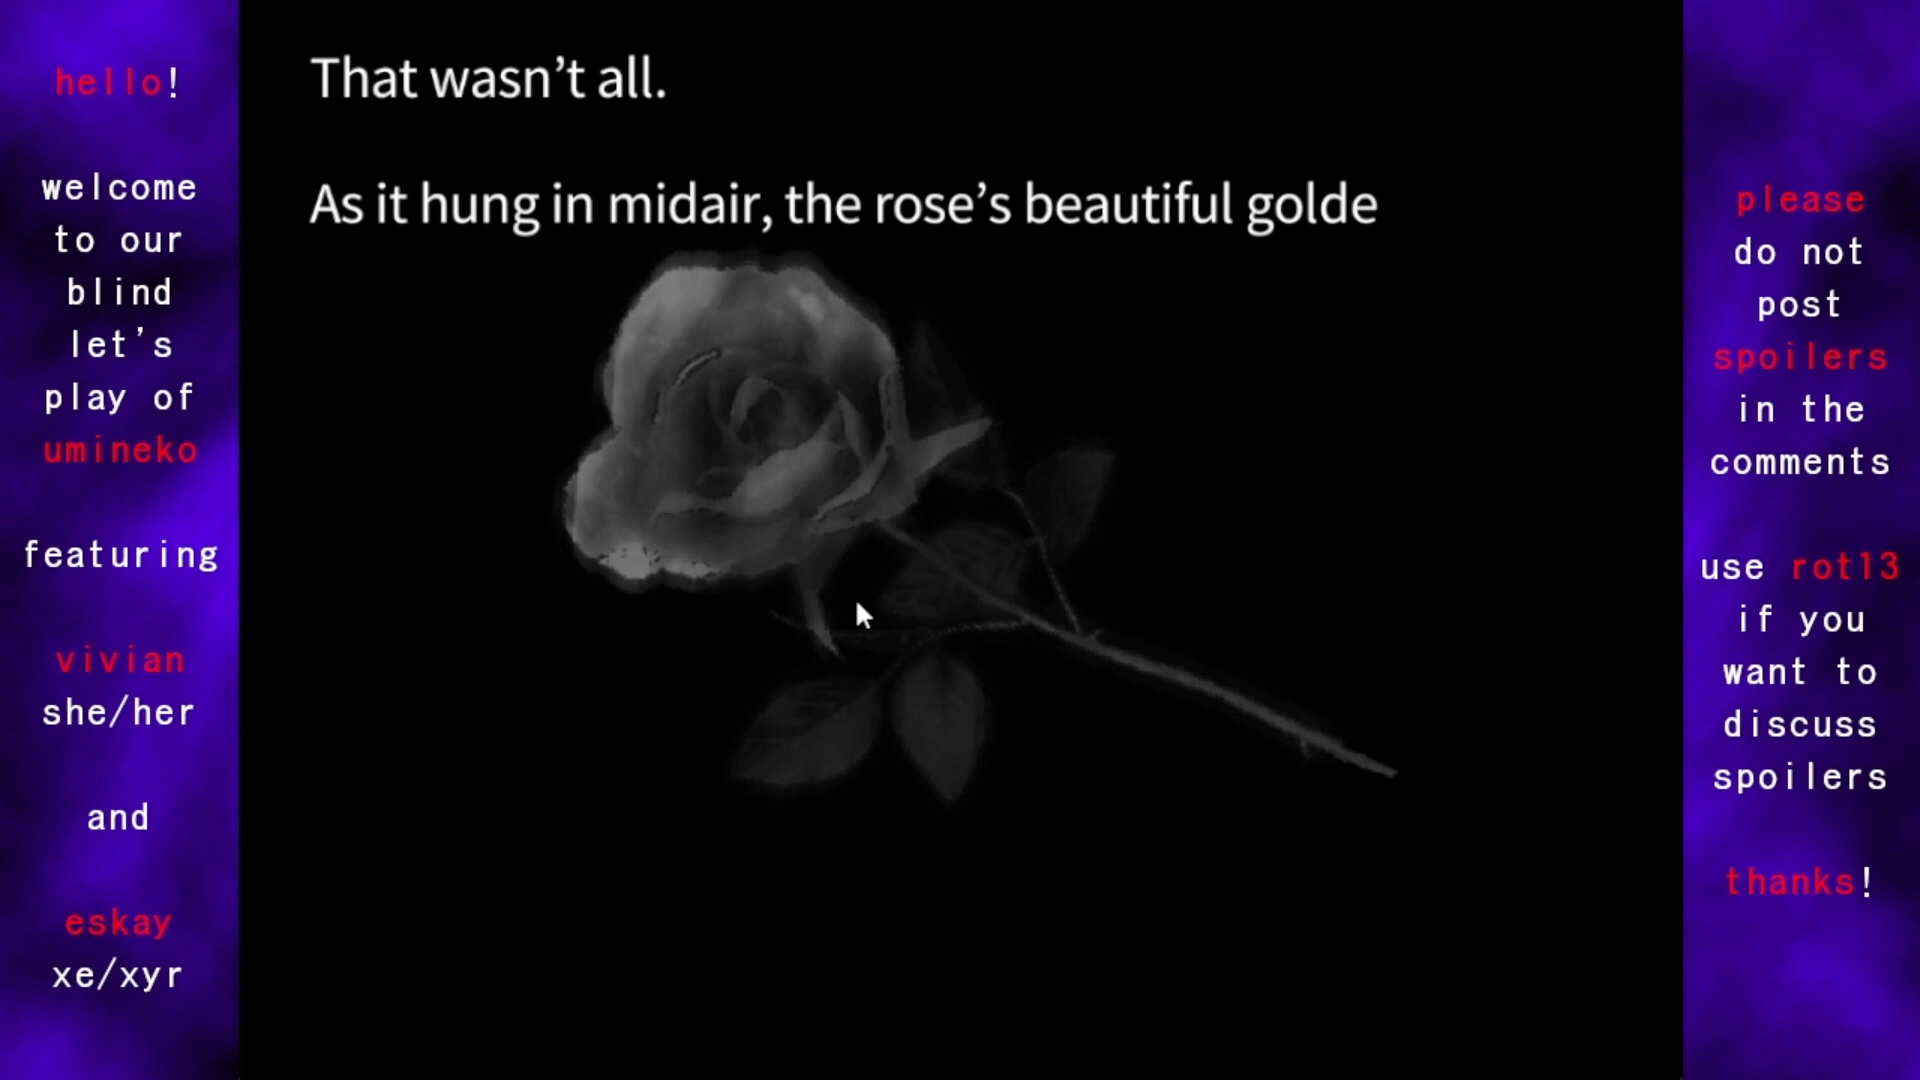 hello!
welcome
to our
blind
let's
play of
umineko
featuring
vivian
she/her
and
eskay
xe/xyr
That wasn’t all.
As it hung in midair, the rose’s beautiful golde
please
do not
post
spoilers
in the
comments
use rot13
if you
want to
discuss
spoilers
thanks!